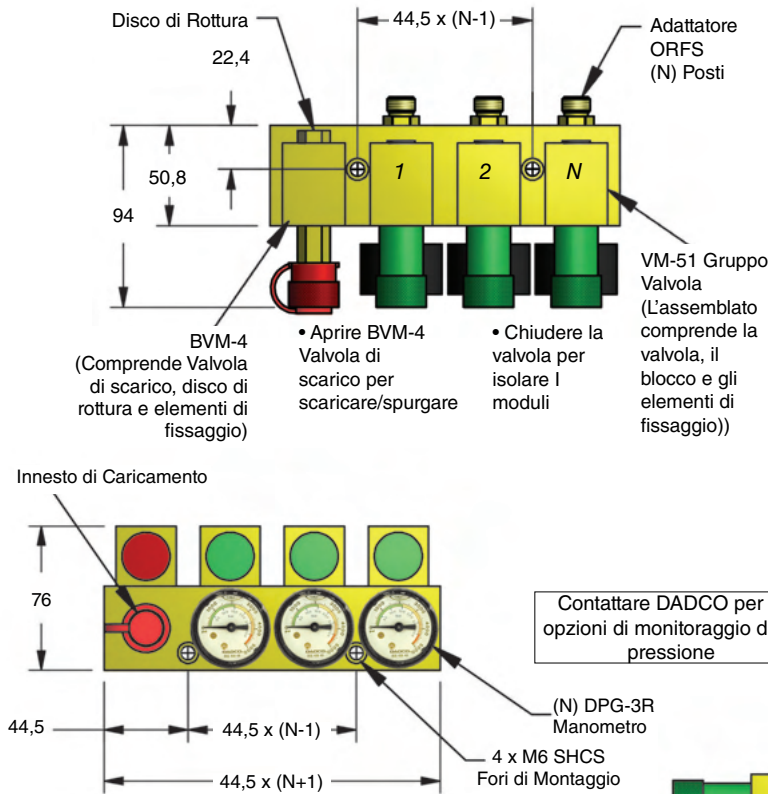 Disco di Rottura
44,5 x (N-1)
Adattatore
ORFS
(N) Posti
22,4
50,8
94
1
2
N
VM-51 Gruppo
Valvola
(L'assemblato
comprende la
valvola, il
blocco e gli
elementi di
fissaggio))
BVM-4
(Comprende Valvola
di scarico, disco di
rottura e elementi di
fissaggio)
• Aprire BVM-4
Valvola di
scarico per
scaricare/spurgare
• Chiudere la
valvola per
isolare I
moduli
Innesto di Caricamento
76
Contattare DADCO per
opzioni di monitoraggio d
pressione
(N) DPG-3R
Manometro
44,5
44,5 x (N-1)
4 x M6 SHCS
Fori di Montaggio
44,5 x (N+1)